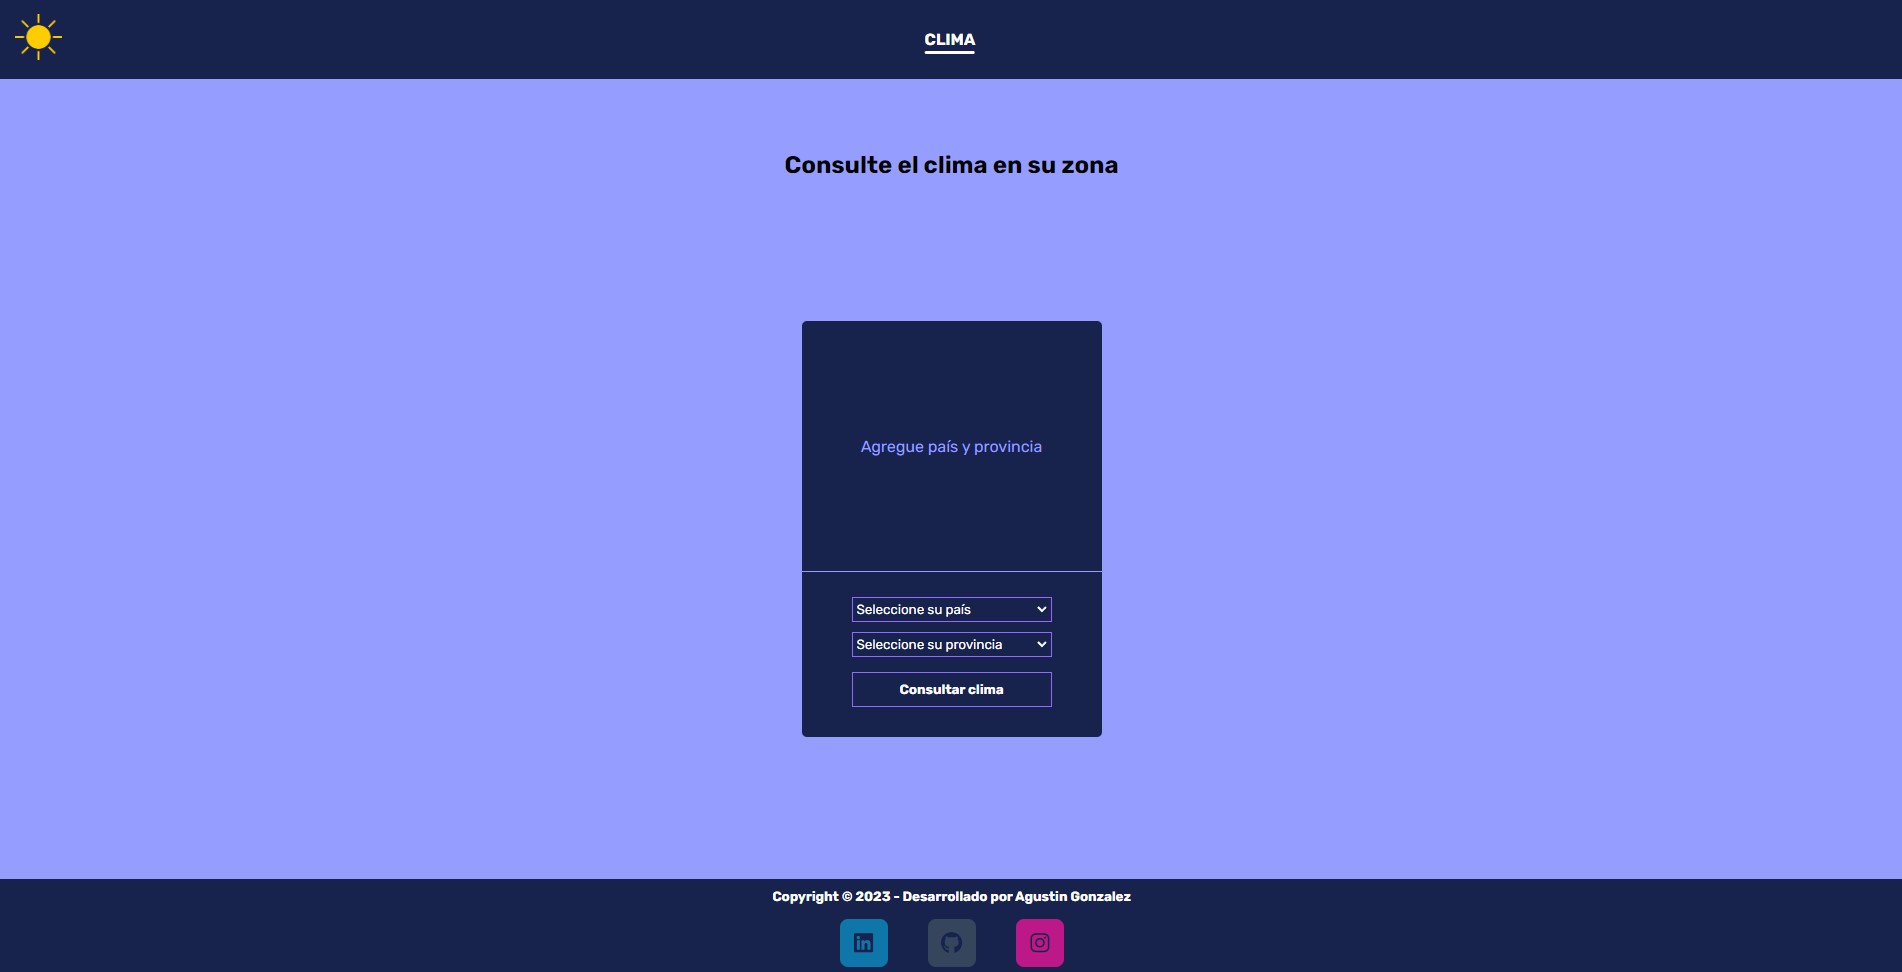 CLIMA
Consulte el clima en su zona
Agregue país y provincia
Seleccione su país
Seleccione su provincia
Consultar clima
Copyright © 2023 - Desarrollado por Agustin Gonzalez
in